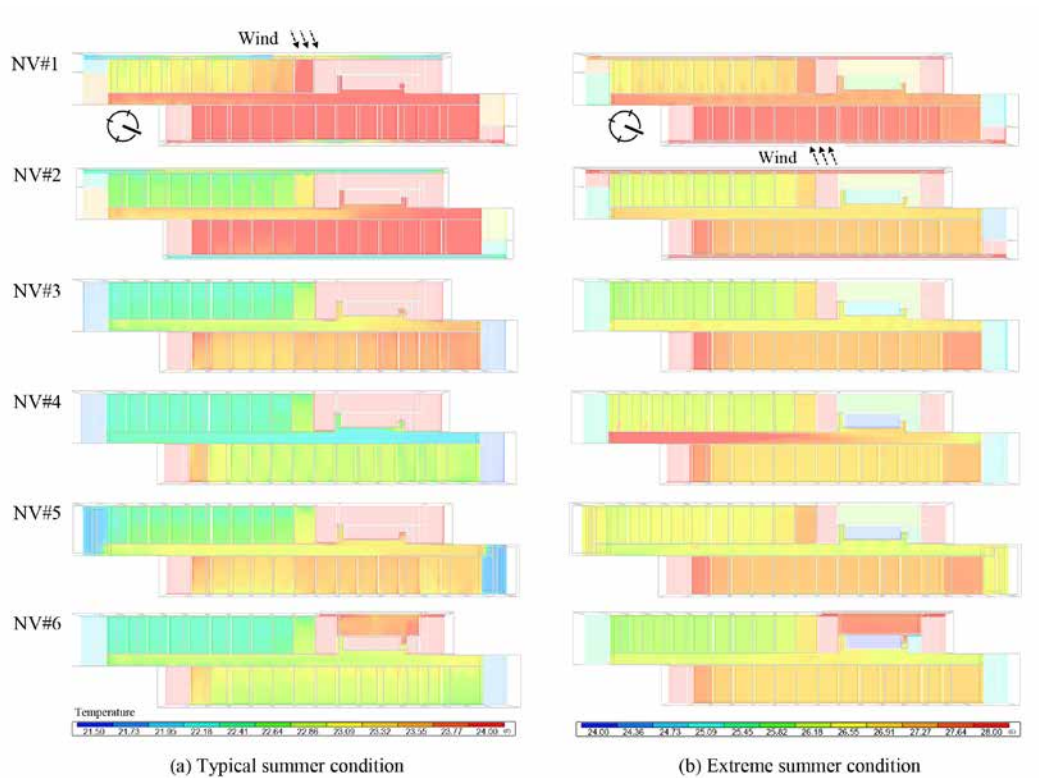 Wind
NV#1
Wind
NV#2
NV#3
NV#4
NV#5
NV#6
Temperature
21.50 21.73 21.95 22.18 22.41 22.64 22.86 23.09 23.32 23.55 23.77 24.00
24.00 24.36 24.73 25.09 25.45 25.82 26.18 26.55 26.91 27.27 27.64 28.00
(a) Typical summer condition
(b) Extreme summer condition